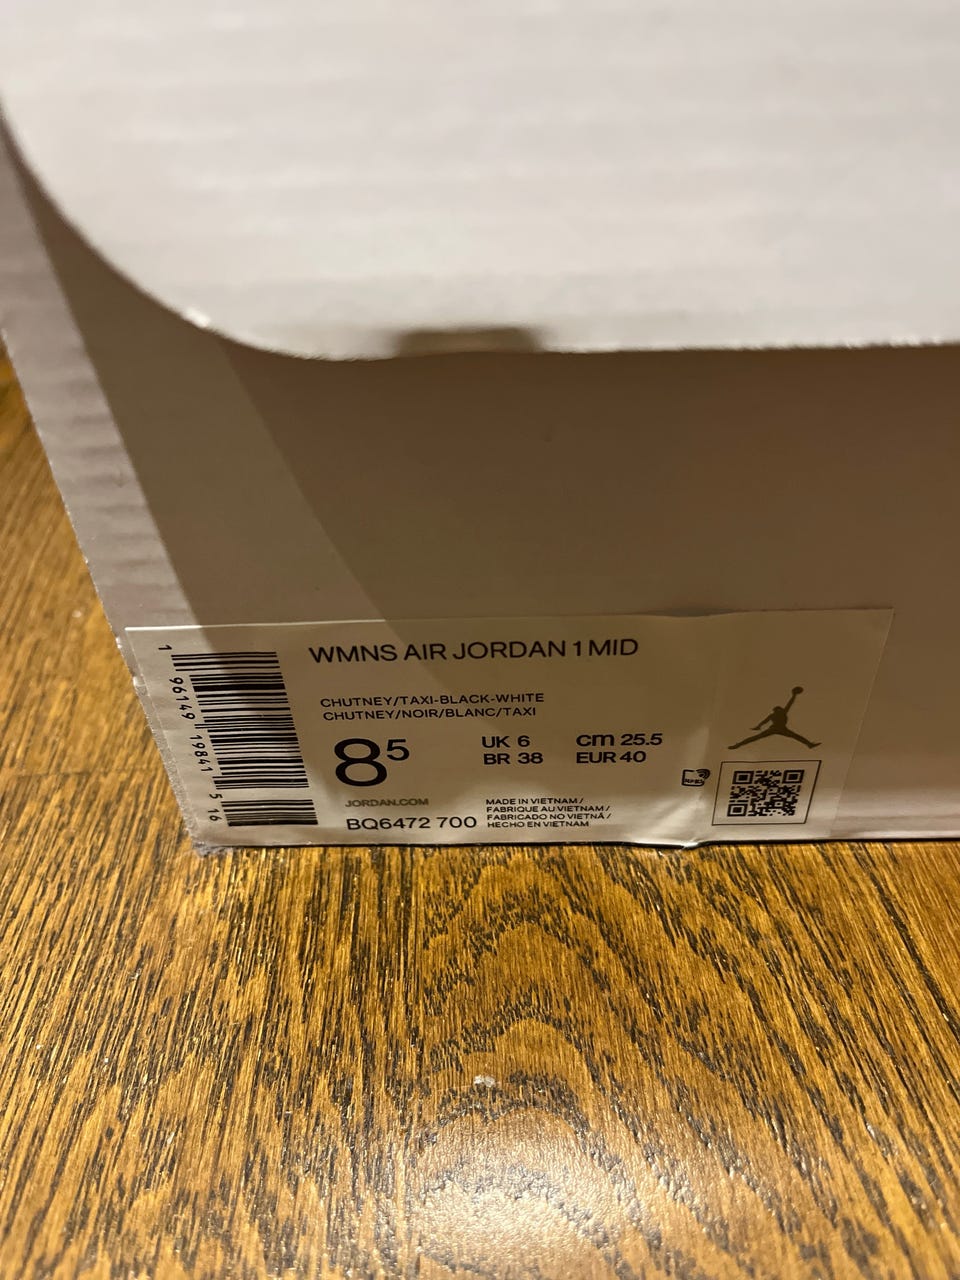 WMNS AIR JORDAN 1 MID
CHUTNEY/TAXI-BLACK-WHITE
CHUTNEY/NOIR/BLANC/TAXI
8⁵
UK 6 cm 25.5
BR 38 EUR 40
JORDAN.COM
BQ6472 700
MADE IN VIETNAM /
FABRIQUE AU VIETNAM /
FABRICADO NO VIETNÃ /
HECHO EN VIETNAM
1 96149 19841 5 16